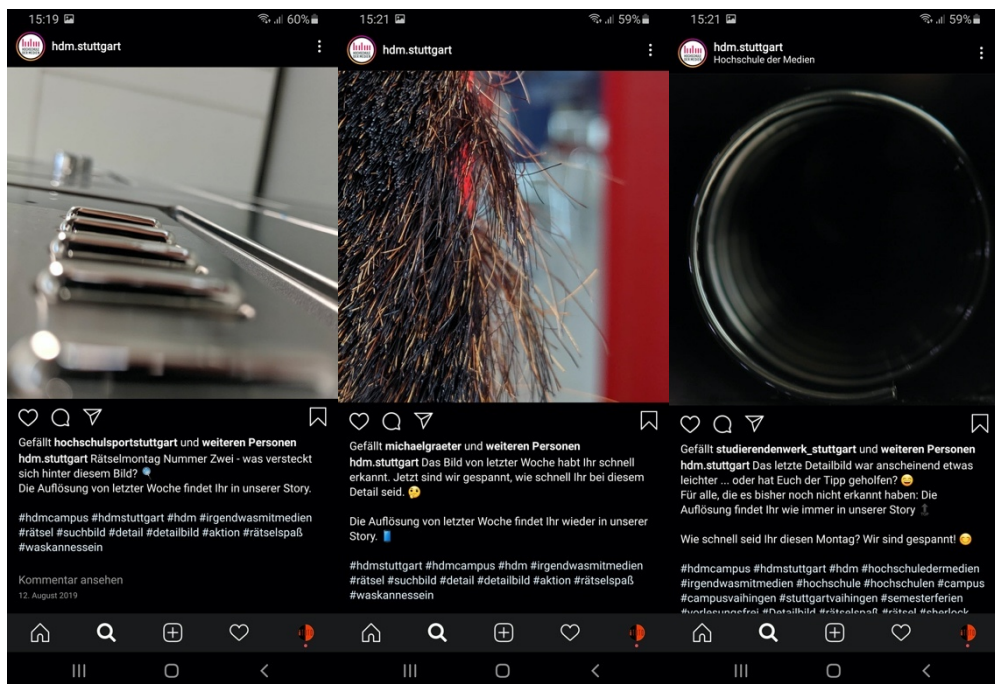 15:19
60%
hdm.stuttgart
Gefällt hochschulsportstuttgart und weiteren Personen
hdm.stuttgart Rätselmontag Nummer Zwei - was versteckt
sich hinter diesem Bild?
Die Auflösung von letzter Woche findet Ihr in unserer Story.
#hdmcampus #hdmstuttgart #hdm #irgendwasmitmedien
#rätsel #suchbild #detail #detailbild #aktion #rätselspaß
#waskannessein
Kommentar ansehen
12. August 2019
15:21
59%
hdm.stuttgart
Gefällt michaelgraeter und weiteren Personen
hdm.stuttgart Das Bild von letzter Woche habt Ihr schnell
erkannt. Jetzt sind wir gespannt, wie schnell Ihr bei diesem
Detail seid. 🤔
Die Auflösung von letzter Woche findet Ihr wieder in unserer
Story.
#hdmstuttgart #hdmcampus #hdm #irgendwasmitmedien
#rätsel #suchbild #detail #detailbild #aktion #rätselspaß
#waskannessein
15:21
59%
hdm.stuttgart
Hochschule der Medien
Gefällt studierendenwerk_stuttgart und weiteren Personen
hdm.stuttgart Das letzte Detailbild war anscheinend etwas
leichter ... oder hat Euch der Tipp geholfen? 😅
Für alle, die es bisher noch nicht erkannt haben: Die
Auflösung findet Ihr wie immer in unserer Story
Wie schnell seid Ihr diesen Montag? Wir sind gespannt! 😊
#hdmcampus #hdmstuttgart #hdm #hochschuledermedien
#irgendwasmitmedien #hochschule #hochschulen #campus
#campusvaihingen #stuttgartvaihingen #semesterferien
#vorlesungsfrei #Detailbild #rätselspaß #rätsel #sherlock